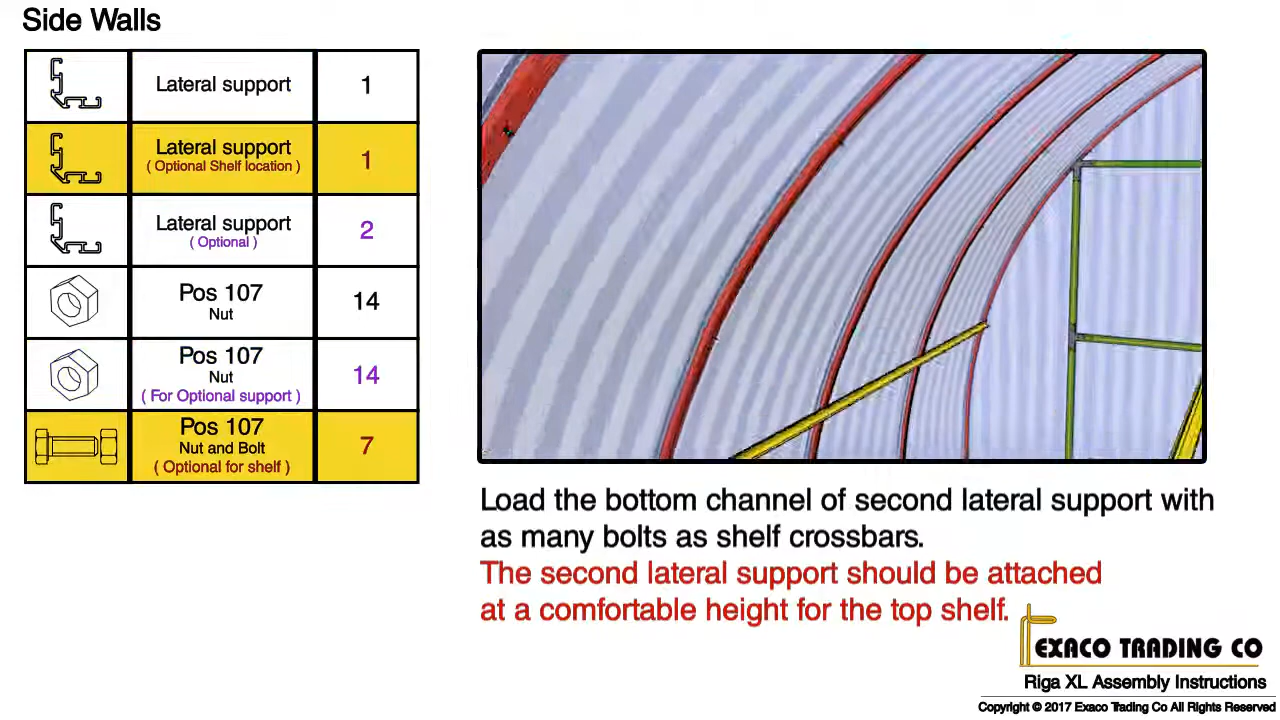 Side Walls
Lateral support 1
Lateral support 1
( Optional Shelf location )
Lateral support 2
( Optional )
Pos 107 14
Nut
Pos 107
Nut 14
( For Optional support )
Pos 107
Nut and Bolt 7
( Optional for shelf )
Load the bottom channel of second lateral support with
as many bolts as shelf crossbars.
The second lateral support should be attached
at a comfortable height for the top shelf.
EXACO TRADING CO
Riga XL Assembly Instructions
Copyright © 2017 Exaco Trading Co All Rights Reserved